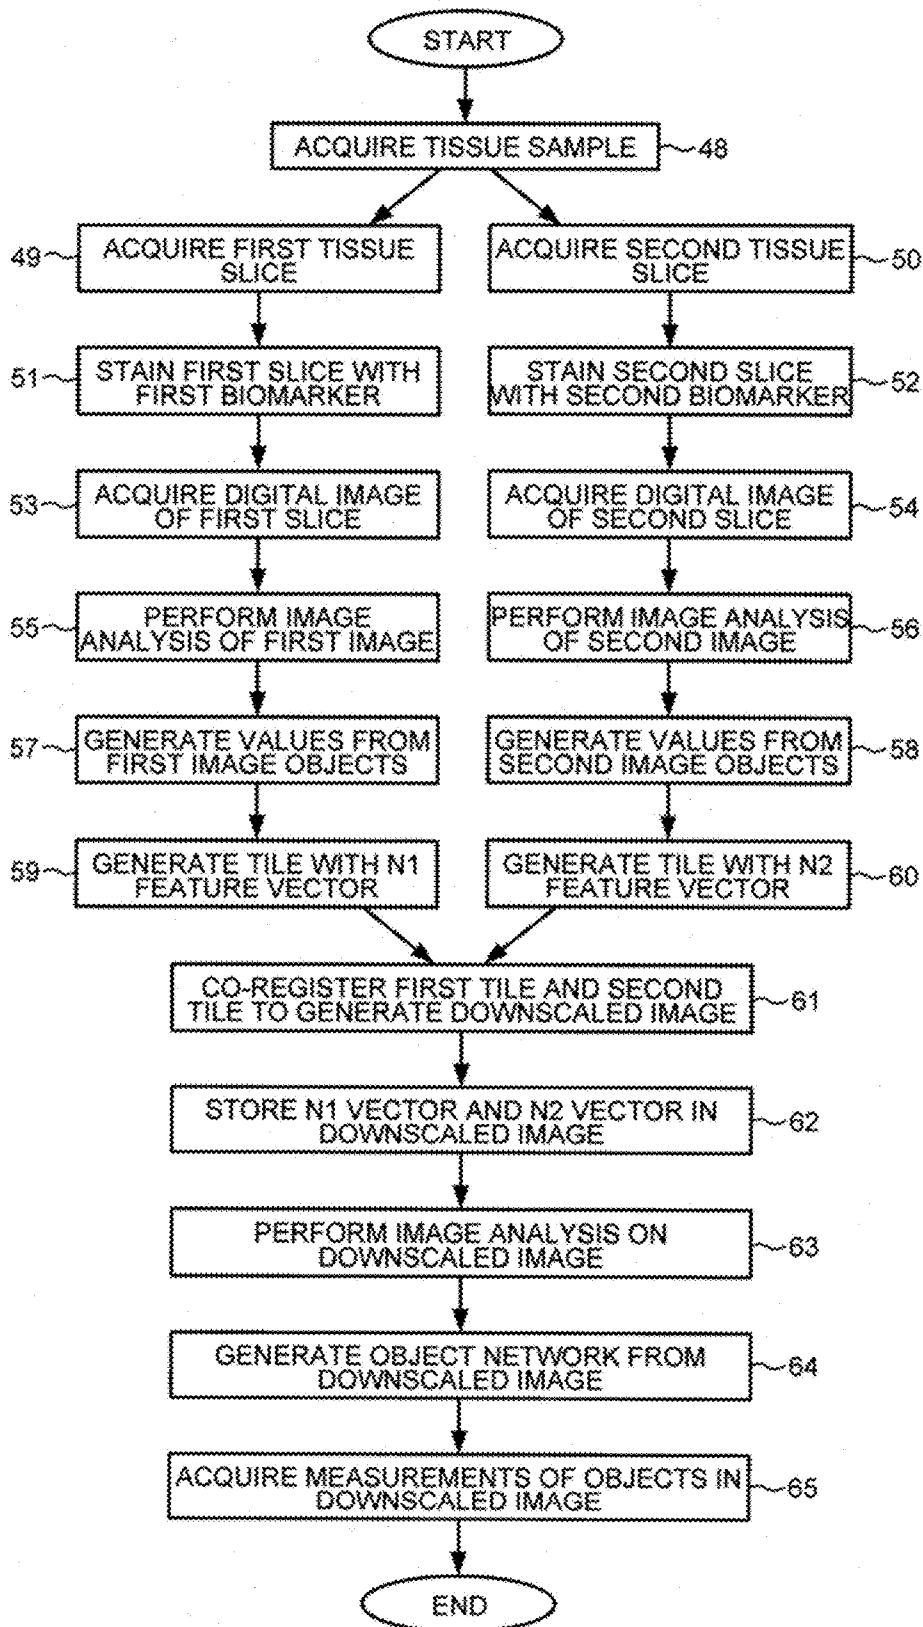 START
ACQUIRE TISSUE SAMPLE
48
49
ACQUIRE FIRST TISSUE
SLICE
ACQUIRE SECOND TISSUE
SLICE
50
51
STAIN FIRST SLICE WITH
FIRST BIOMARKER
STAIN SECOND SLICE
WITH SECOND BIOMARKER
52
53
ACQUIRE DIGITAL IMAGE
OF FIRST SLICE
ACQUIRE DIGITAL IMAGE
OF SECOND SLICE
54
55
PERFORM IMAGE
ANALYSIS OF FIRST IMAGE
PERFORM IMAGE ANALYSIS
OF SECOND IMAGE
56
57
GENERATE VALUES FROM
FIRST IMAGE OBJECTS
GENERATE VALUES FROM
SECOND IMAGE OBJECTS
58
59
GENERATE TILE WITH N1
FEATURE VECTOR
GENERATE TILE WITH N2
FEATURE VECTOR
60
CO-REGISTER FIRST TILE AND SECOND
TILE TO GENERATE DOWNSCALED IMAGE
61
STORE N1 VECTOR AND N2 VECTOR IN
DOWNSCALED IMAGE
62
PERFORM IMAGE ANALYSIS ON
DOWNSCALED IMAGE
63
GENERATE OBJECT NETWORK FROM
DOWNSCALED IMAGE
64
ACQUIRE MEASUREMENTS OF OBJECTS IN
DOWNSCALED IMAGE
65
END